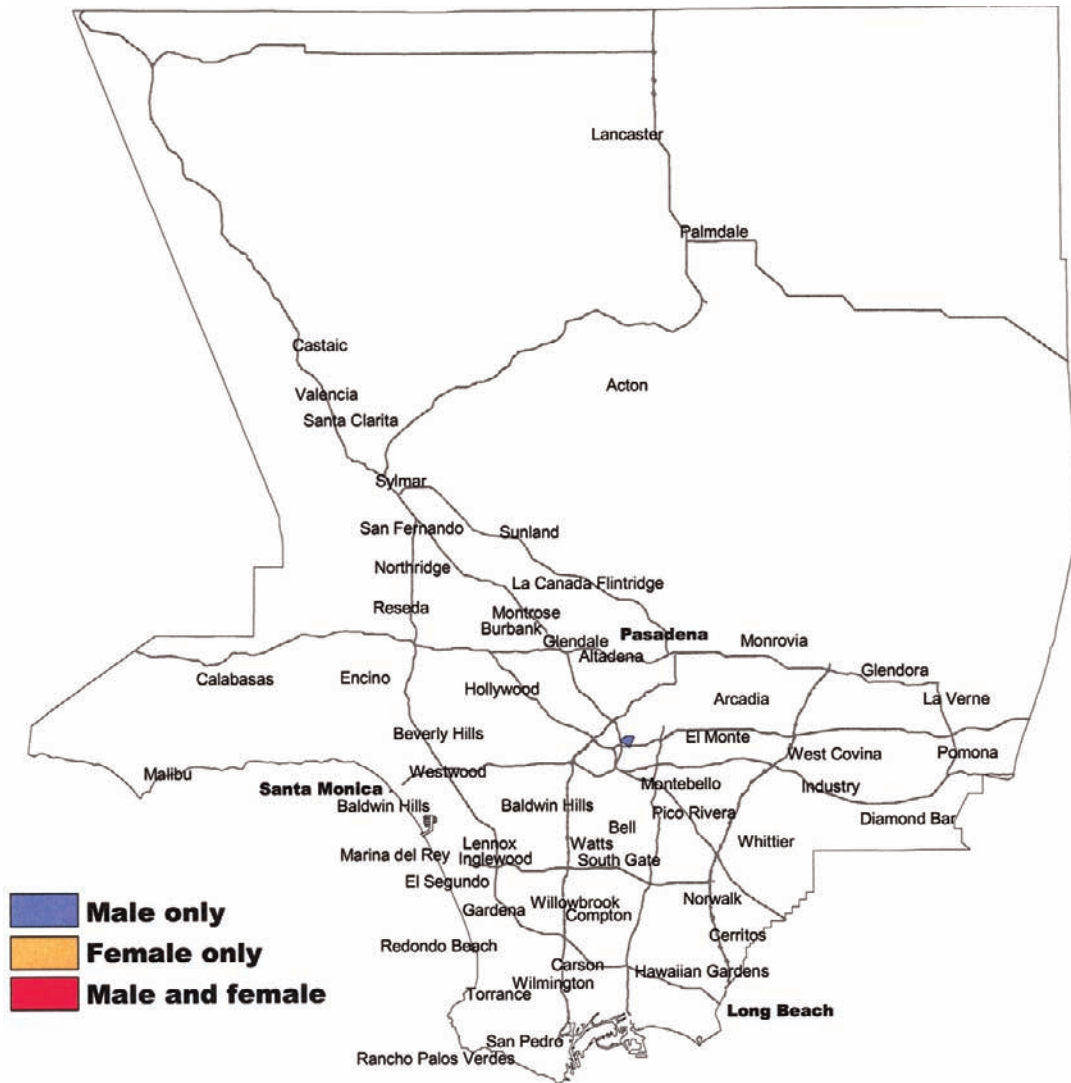 Lancaster
Palmdale
Castaic
Acton
Valencia
Santa Clarita
Sylmar
San Fernando
Sunland
Northridge
La Canada Flintridge
Reseda
Montrose
Burbank
Glendale
Pasadena
Monrovia
Altadena
Calabasas
Encino
Hollywood
Arcadia
Glendora
La Verne
Beverly Hills
El Monte
West Covina
Pomona
Malibu
Westwood
Santa Monica
Montebello
Industry
Baldwin Hills
Baldwin Hills
Pico Rivera
Diamond Bar
Bell
Whittier
Marina del Rey
Lennox
Inglewood
Watts
South Gate
El Segundo
Gardena
Willowbrook
Compton
Norwalk
Redondo Beach
Cerritos
Carson
Hawaiian Gardens
Wilmington
Torrance
Long Beach
San Pedro
Rancho Palos Verdes
Male only
Female only
Male and female